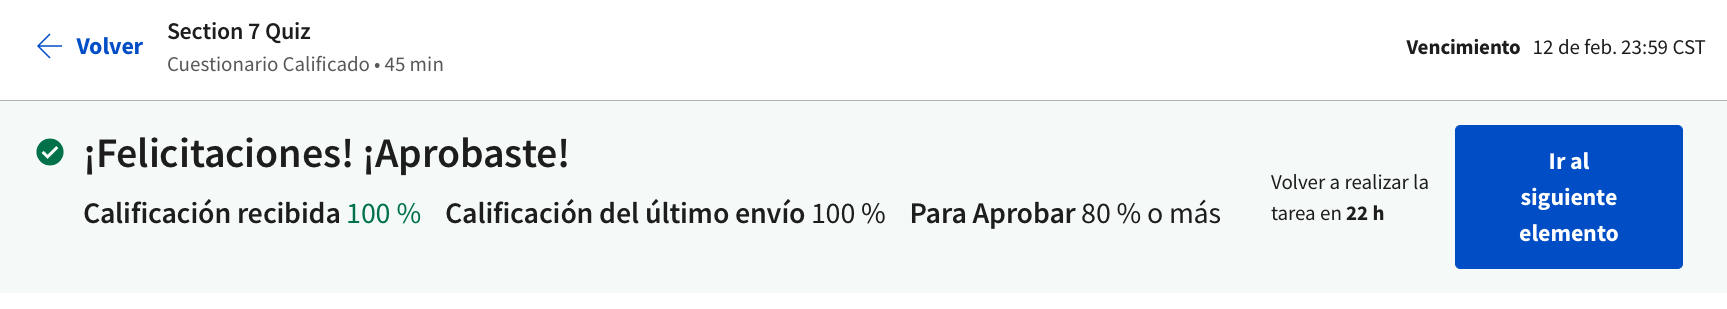 Volver
Section 7 Quiz
Cuestionario Calificado • 45 min
Vencimiento 12 de feb. 23:59 CST
¡Felicitaciones! ¡Aprobaste!
Calificación recibida 100 % Calificación del último envío 100 % Para Aprobar 80 % o más
Volver a realizar la
tarea en 22 h
Ir al
siguiente
elemento